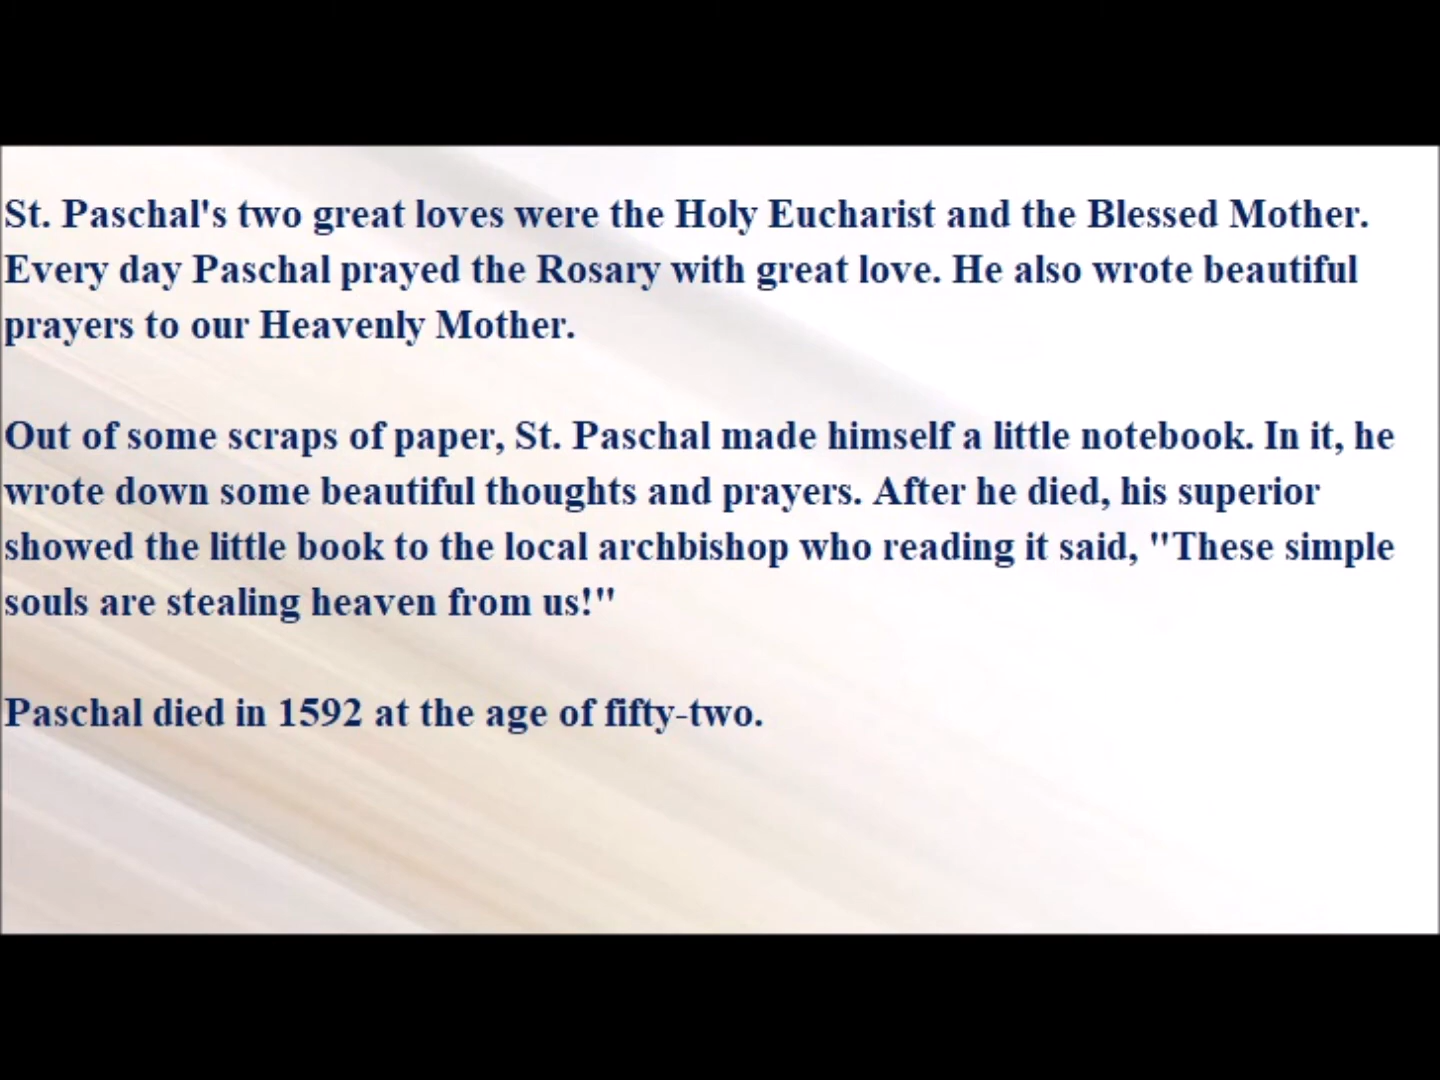 St. Paschal's two great loves were the Holy Eucharist and the Blessed Mother.
Every day Paschal prayed the Rosary with great love. He also wrote beautiful
prayers to our Heavenly Mother.
Out of some scraps of paper, St. Paschal made himself a little notebook. In it, he
wrote down some beautiful thoughts and prayers. After he died, his superior
showed the little book to the local archbishop who reading it said, "These simple
souls are stealing heaven from us!"
Paschal died in 1592 at the age of fifty-two.